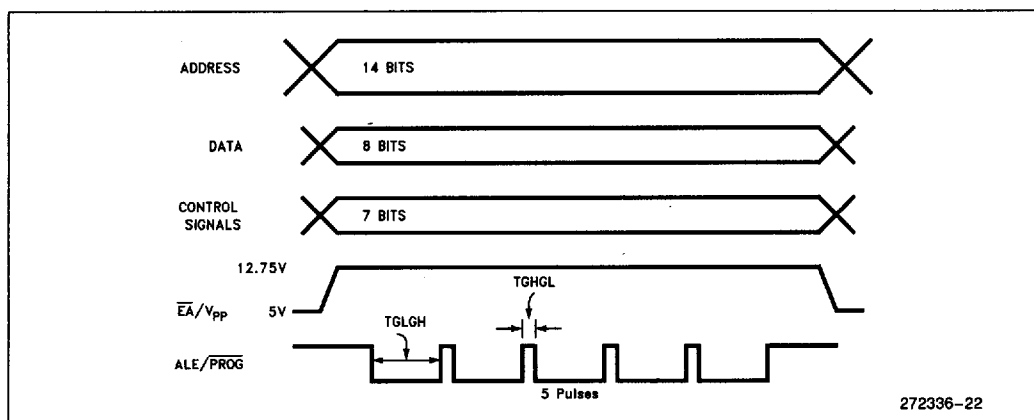 ADDRESS
14 BITS
DATA
8 BITS
CONTROL
SIGNALS
7 BITS
12.75V
TGHGL
EA/VPP
5V
TGLGH
ALE/PROG
5 Pulses
272336-22